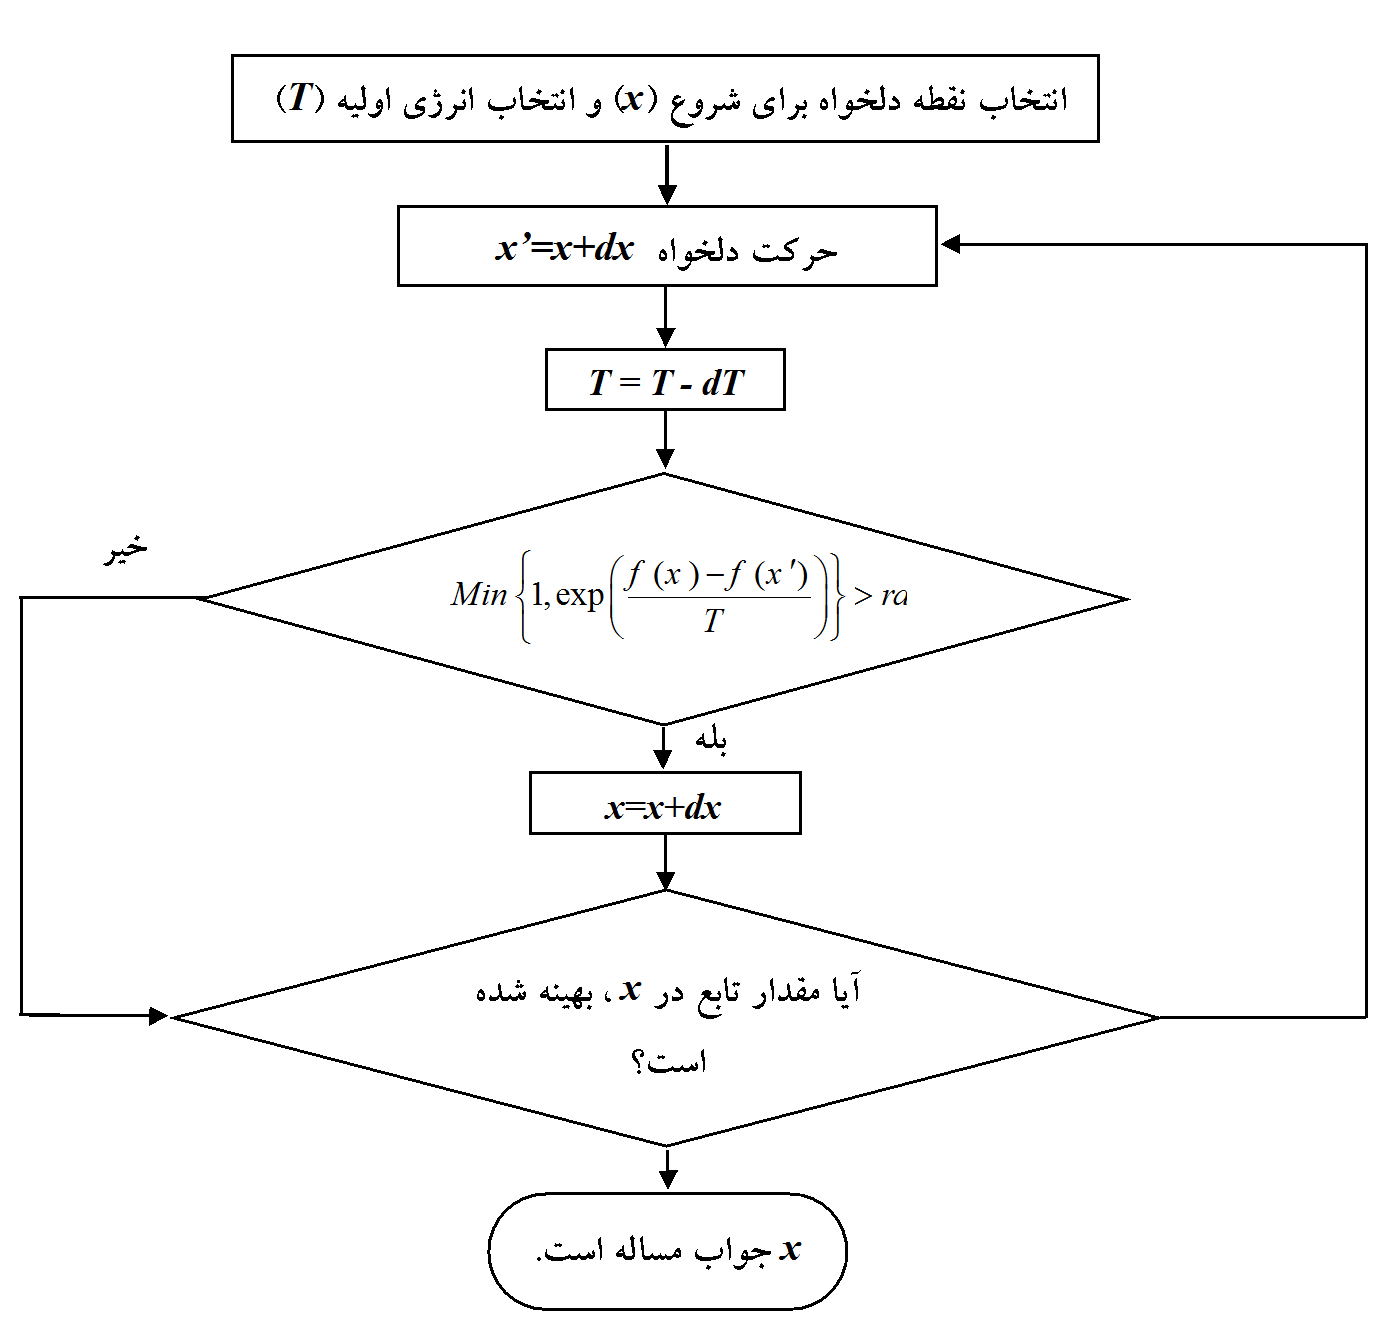 انتخاب نقطه دلخواه برای شروع (x) و انتخاب انرژی اولیه (T)
حرکت دلخواه x’=x+dx
T = T - dT
خیر
Min{1,exp(f(x)-f(x')/T)}>ra
بله
x=x+dx
آیا مقدار تابع در x، بهینه شده
است؟
x جواب مساله است.